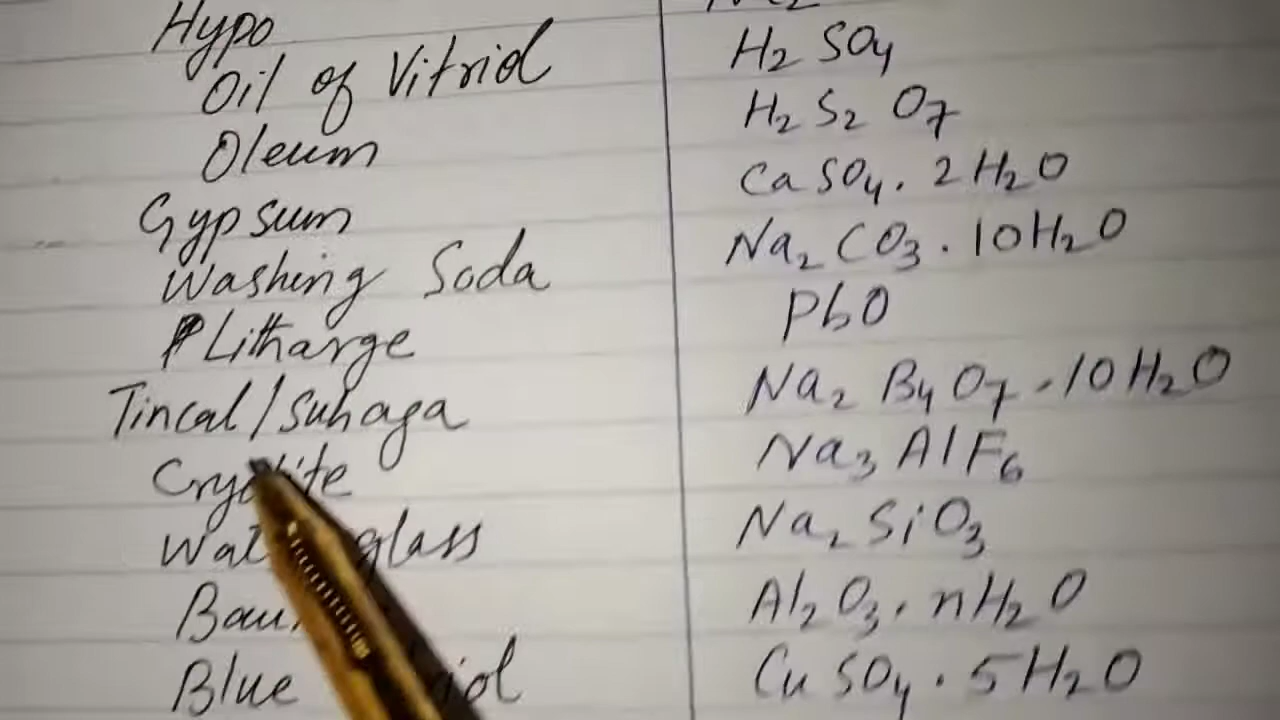 Hypo
Oil of Vitriol H2 SO4
Oleum H2 S2 O7
Gypsum CaSO4. 2H2O
Washing Soda Na2 CO3. 10H2O
Litharge PbO
Tincal/Suhaga Na2 B4 O7 . 10H2O
Na3 AlF6
glass Na2 SiO3
Al2 O3. nH2O
Blue CuSO4. 5H2O